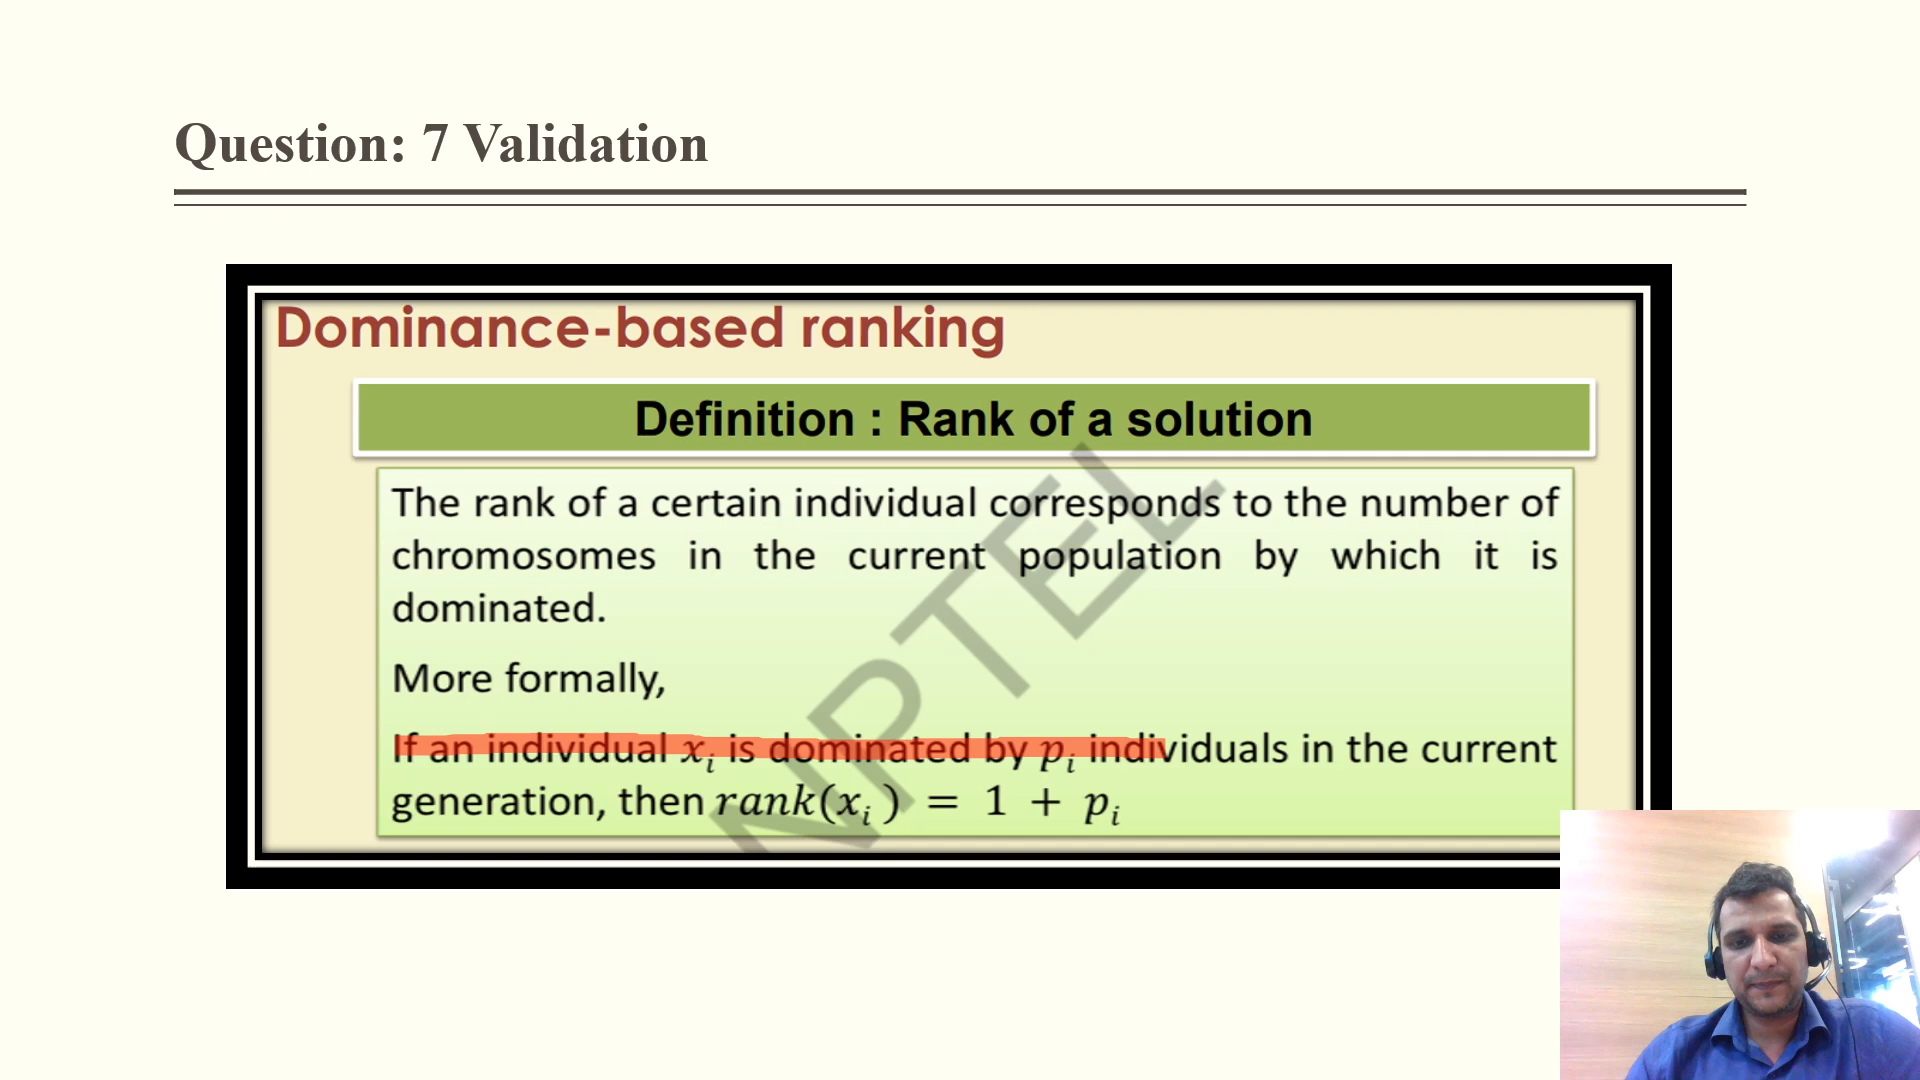 Question: 7 Validation
Dominance-based ranking
Definition : Rank of a solution
The rank of a certain individual corresponds to the number of
chromosomes in the current population by which it is
dominated.
More formally,
If an individual xᵢ is dominated by pᵢ individuals in the current
generation, then rank(xᵢ) = 1 + pᵢ
NPTEL